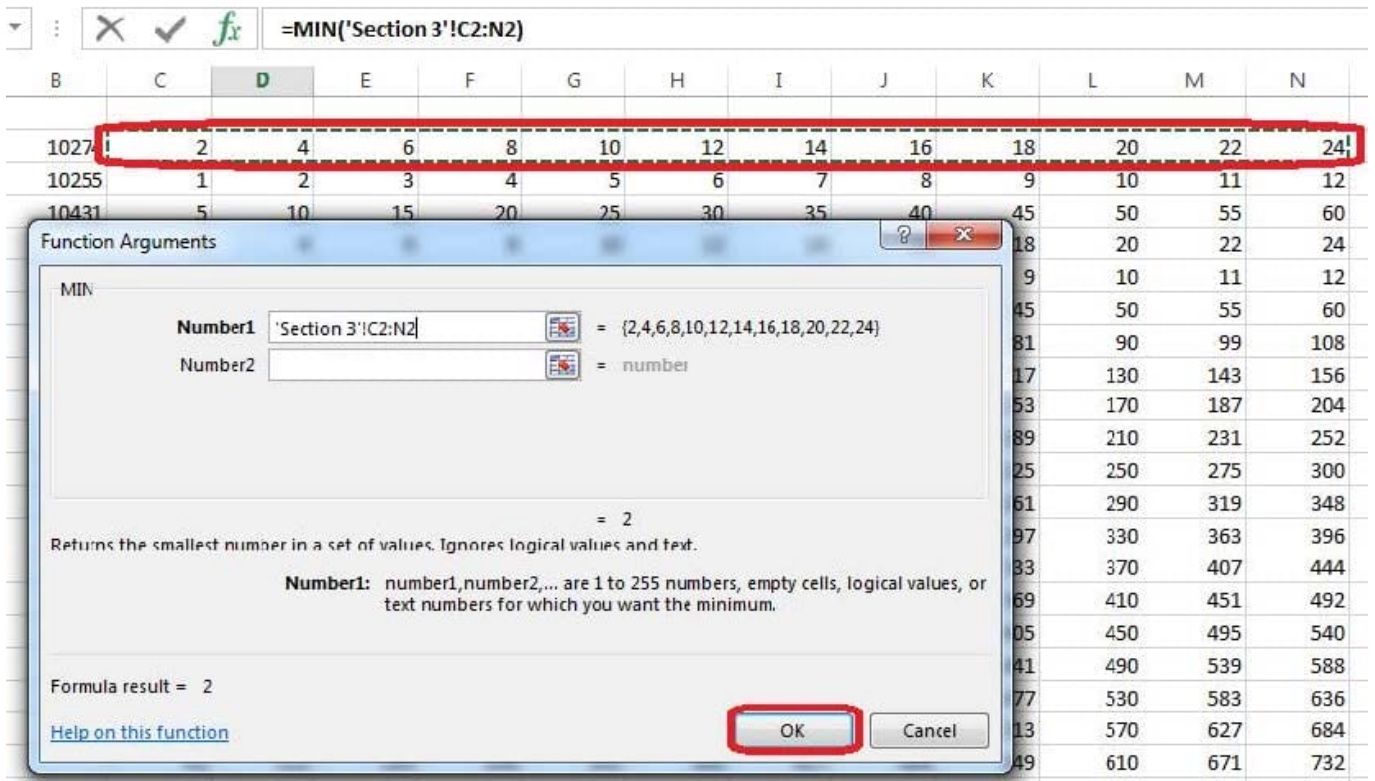 fx =MIN('Section 3'!C2:N2)
B C D E F G H I J K L M N
10274 2 4 6 8 10 12 14 16 18 20 22 24
10255 1 2 3 4 5 6 7 8 9 10 11 12
10431 5 10 15 20 25 30 35 40 45 50 55 60
Function Arguments ?
18 20 22 24
9 10 11 12
MIN
45 50 55 60
Number1 'Section 3'!C2:N2 = {2,4,6,8,10,12,14,16,18,20,22,24}
81 90 99 108
Number2 = number
17 130 143 156
53 170 187 204
89 210 231 252
25 250 275 300
61 290 319 348
= 2
97 330 363 396
Returns the smallest number in a set of values. Ignores logical values and text.
33 370 407 444
Number1: number1,number2,... are 1 to 255 numbers, empty cells, logical values, or
text numbers for which you want the minimum.
69 410 451 492
05 450 495 540
41 490 539 588
Formula result = 2
77 530 583 636
Help on this function OK Cancel
13 570 627 684
49 610 671 732